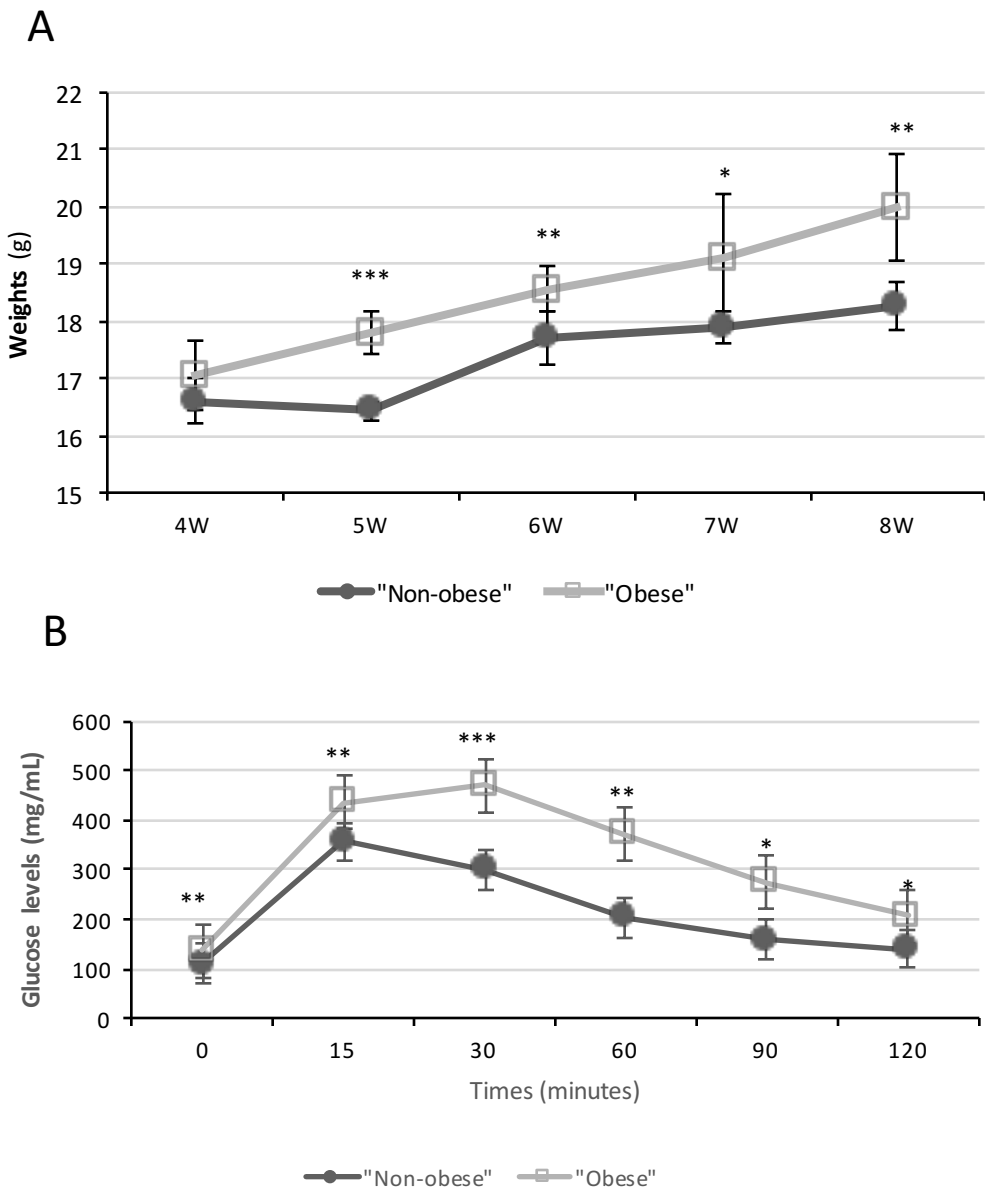 A
22
**
21
*
20
**
19
***
18
17
16
15
Weights (g)
4W 5W 6W 7W 8W
"Non-obese" "Obese"
B
600
***
**
500
**
400
*
300
*
**
200
100
0
Glucose levels (mg/mL)
0 15 30 60 90 120
Times (minutes)
"Non-obese" "Obese"